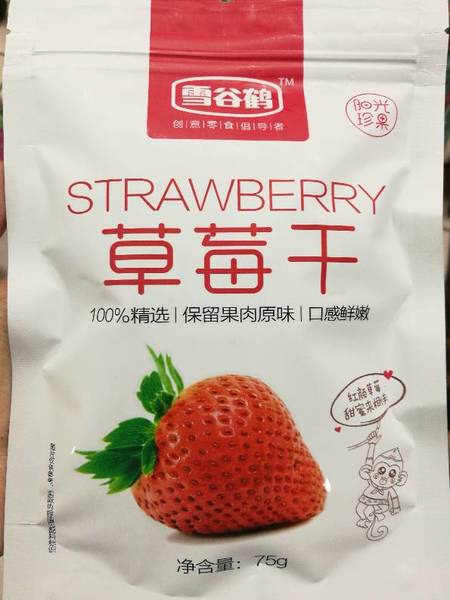 雪谷鹤 TM
创意零食倡导者
阳光
珍果
STRAWBERRY
草莓干
100%精选|保留果肉原味|口感鲜嫩
红颜草莓
甜蜜来袭
净含量：75g